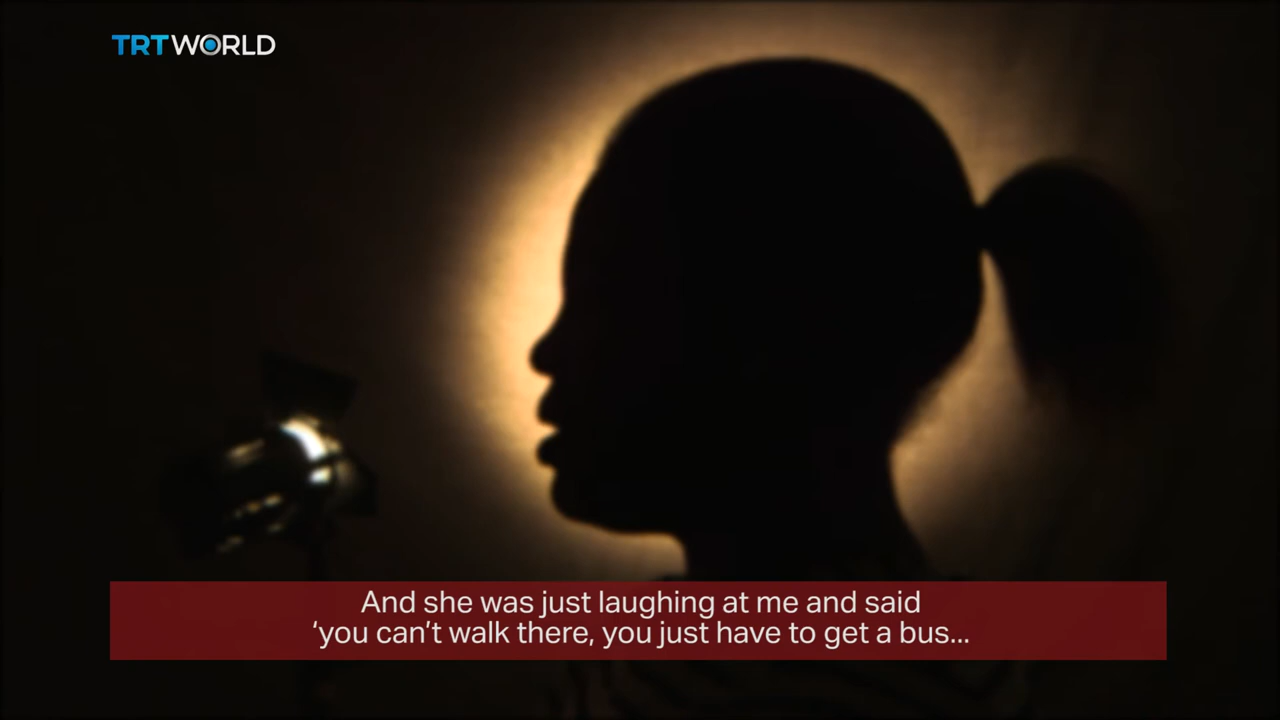 TRTWORLD
And she was just laughing at me and said
‘you can’t walk there, you just have to get a bus...